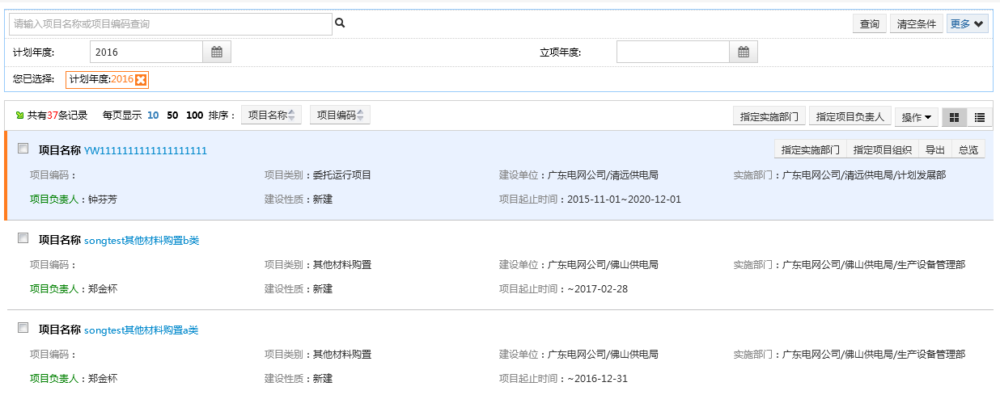 请输入项目名称或项目编码查询 查询 清空条件 更多
计划年度: 2016 立项年度:
您已选择: 计划年度:2016
共有37条记录 每页显示 10 50 100 排序： 项目名称 项目编码 指定实施部门 指定项目负责人 操作
项目名称 YW1111111111111111111 指定实施部门 指定项目组织 导出 总览
项目编码： 项目类别：委托运行项目 建设单位：广东电网公司/清远供电局 实施部门：广东电网公司/清远供电局/计划发展部
项目负责人：钟芬芳 建设性质：新建 项目起止时间：2015-11-01~2020-12-01
项目名称 songtest其他材料购置b类
项目编码： 项目类别：其他材料购置 建设单位：广东电网公司/佛山供电局 实施部门：广东电网公司/佛山供电局/生产设备管理部
项目负责人：郑金杯 建设性质：新建 项目起止时间：~2017-02-28
项目名称 songtest其他材料购置a类
项目编码： 项目类别：其他材料购置 建设单位：广东电网公司/佛山供电局 实施部门：广东电网公司/佛山供电局/生产设备管理部
项目负责人：郑金杯 建设性质：新建 项目起止时间：~2016-12-31